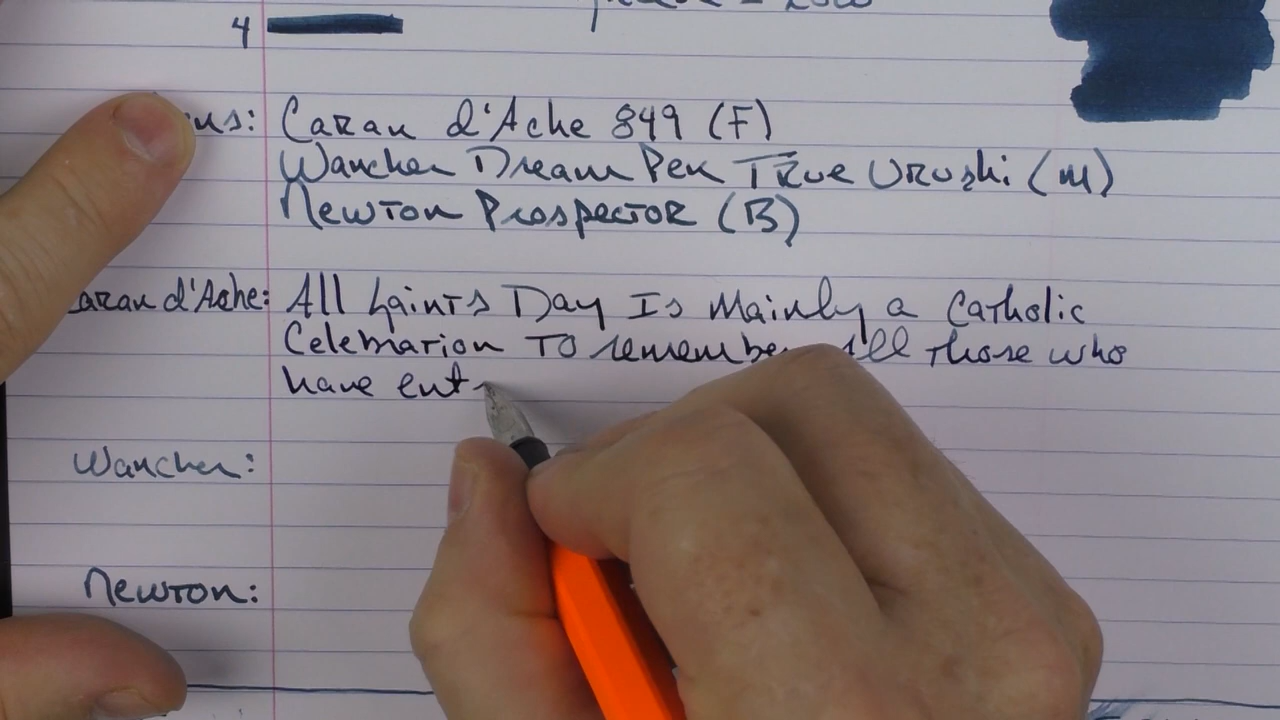 4
Caran d'Ache 849 (F)
Wancher Dream Pen True Urushi (M)
Newton Prospector (B)
Caran d'Ache: All Saints Day Is Mainly a Catholic
Celebration To remember all those who
have ent
Wancher:
Newton: